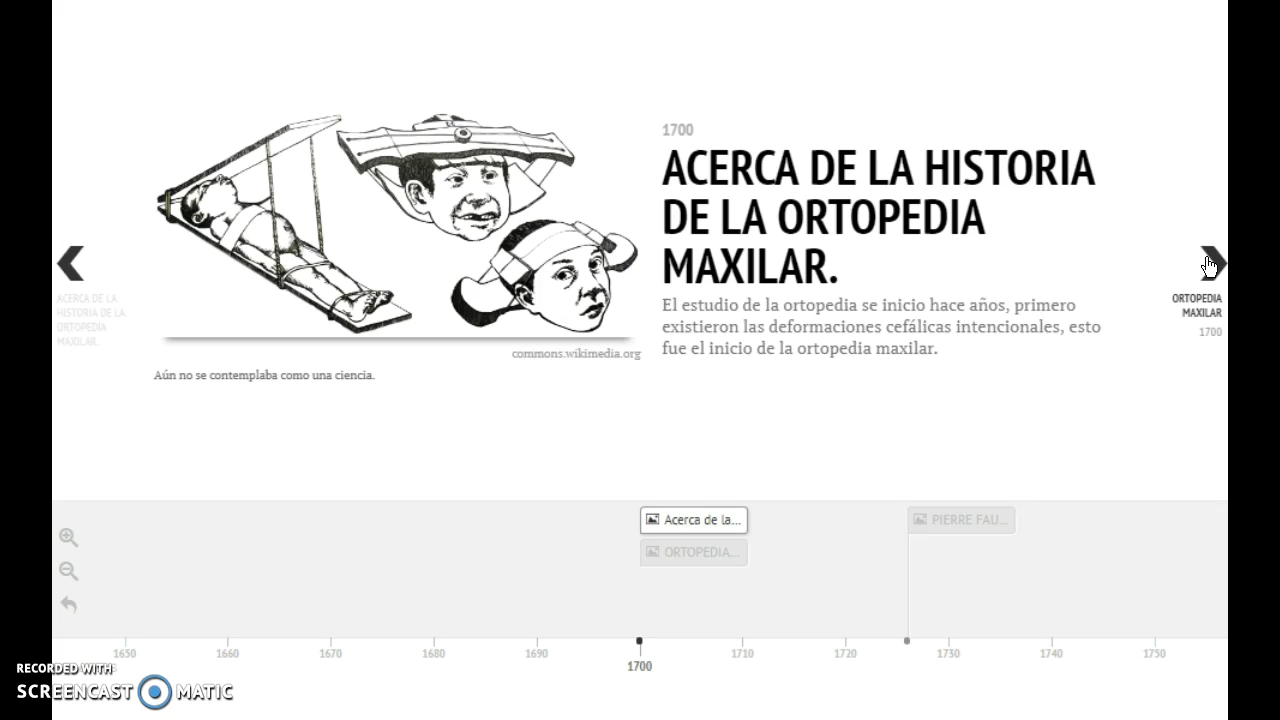 1700
ACERCA DE LA HISTORIA
DE LA ORTOPEDIA
MAXILAR.
El estudio de la ortopedia se inicio hace años, primero
existieron las deformaciones cefálicas intencionales, esto
fue el inicio de la ortopedia maxilar.
commons.wikimedia.org
Aún no se contemplaba como una ciencia.
ACERCA DE LA
HISTORIA DE LA
ORTOPEDIA
MAXILAR.
ORTOPEDIA
MAXILAR
1700
Acerca de la...
ORTOPEDIA...
PIERRE FAU...
1650
1660
1670
1680
1690
1700
1710
1720
1730
1740
1750
RECORDED WITH
SCREENCAST MATIC